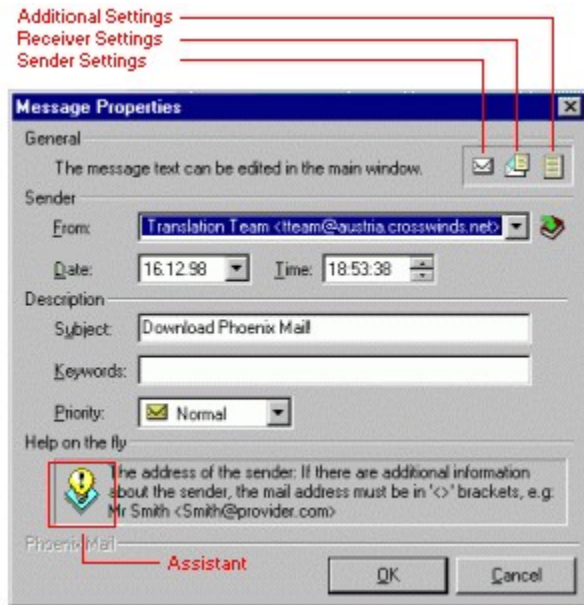 Additional Settings
Receiver Settings
Sender Settings
Message Properties
General
The message text can be edited in the main window.
Sender
From: Translation Team <tteam@austria.crosswinds.net>
Date: 16.12.98 Time: 18:53:38
Description
Subject: Download Phoenix Mail!
Keywords:
Priority: Normal
Help on the fly
The address of the sender: If there are additional information
about the sender, the mail address must be in '<>' brackets, e.g:
Mr Smith <Smith@provider.com>
Phoenix Mail
Assistant
OK Cancel